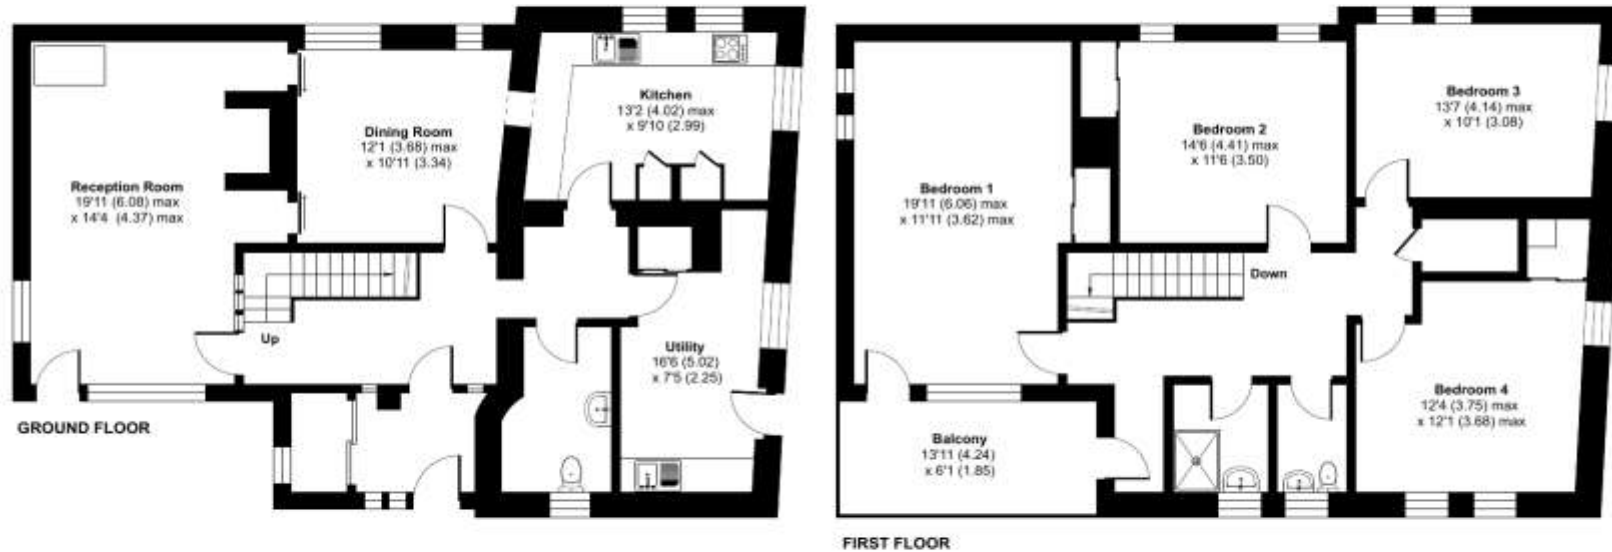 Reception Room
19'11 (6.08) max
x 14'4 (4.37) max
Dining Room
12'1 (3.68) max
x 10'11 (3.34)
Kitchen
13'2 (4.02) max
x 9'10 (2.99)
Up
Utility
16'6 (5.02)
x 7'5 (2.25)
GROUND FLOOR
Bedroom 1
19'11 (6.06) max
x 11'11 (3.62) max
Bedroom 2
14'6 (4.41) max
x 11'6 (3.50)
Bedroom 3
13'7 (4.14) max
x 10'1 (3.08)
Down
Bedroom 4
12'4 (3.75) max
x 12'1 (3.68) max
Balcony
13'11 (4.24)
x 6'1 (1.85)
FIRST FLOOR